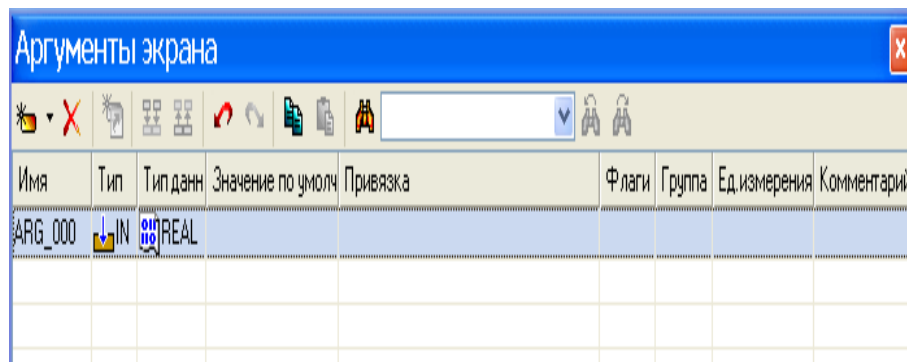 Аргументы экрана
Имя Тип Тип данн Значение по умолч Привязка Флаги Группа Ед.измерения Комментарий
ARG_000 IN REAL